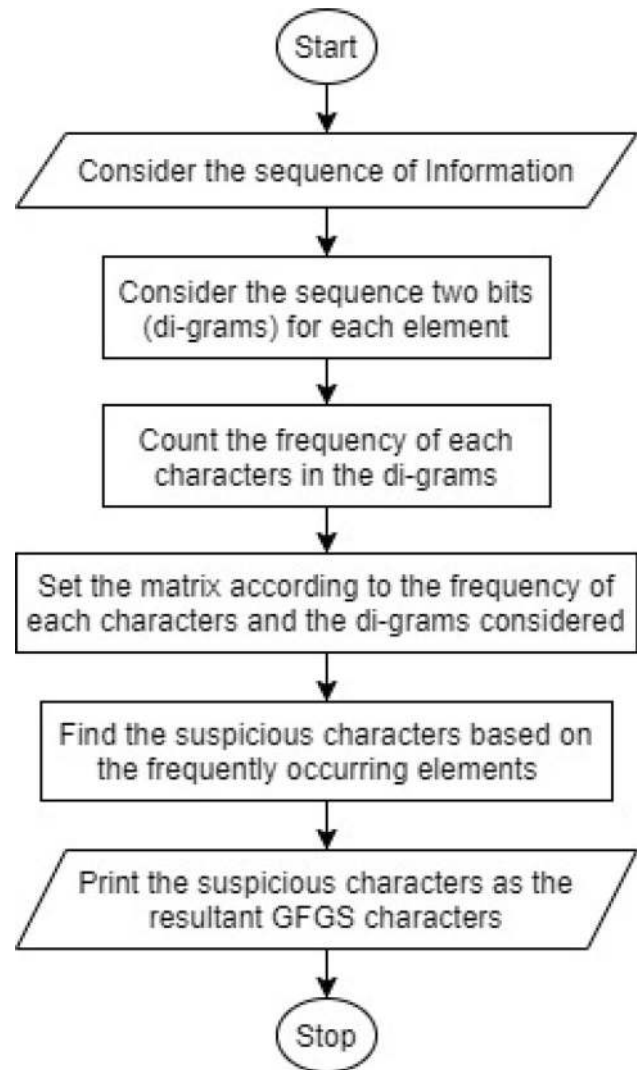 Start
Consider the sequence of Information
Consider the sequence two bits
(di-grams) for each element
Count the frequency of each
characters in the di-grams
Set the matrix according to the frequency of
each characters and the di-grams considered
Find the suspicious characters based on
the frequently occurring elements
Print the suspicious characters as the
resultant GFGS characters
Stop